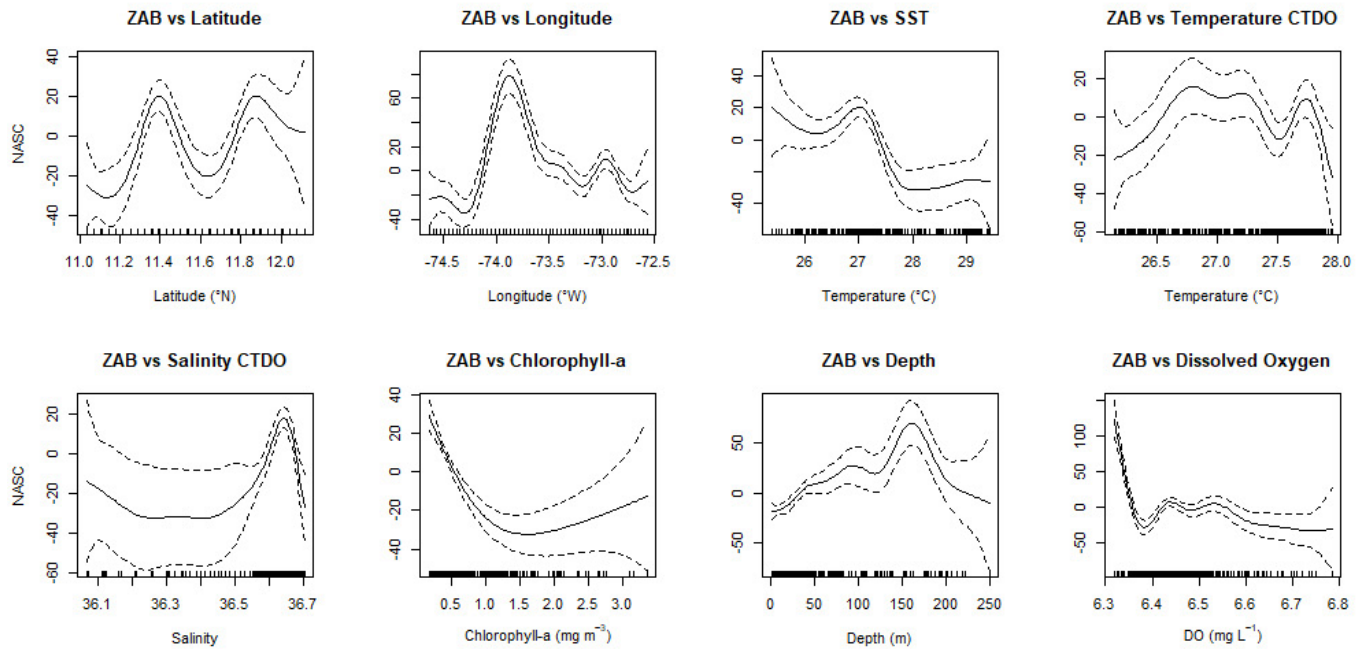 ZAB vs Latitude
NASC
40
20
0
-20
-40
11.0 11.2 11.4 11.6 11.8 12.0
Latitude (°N)
ZAB vs Longitude
60
20
0
-40
-74.5 -74.0 -73.5 -73.0 -72.5
Longitude (°W)
ZAB vs SST
40
20
0
-40
26 27 28 29
Temperature (°C)
ZAB vs Temperature CTDO
20
0
-20
-60
26.5 27.0 27.5 28.0
Temperature (°C)
ZAB vs Salinity CTDO
NASC
20
0
-20
-40
-60
36.1 36.3 36.5 36.7
Salinity
ZAB vs Chlorophyll-a
40
20
0
-20
-40
0.5 1.0 1.5 2.0 2.5 3.0
Chlorophyll-a (mg m⁻³)
ZAB vs Depth
50
0
-50
0 50 100 150 200 250
Depth (m)
ZAB vs Dissolved Oxygen
100
50
0
-50
6.3 6.4 6.5 6.6 6.7 6.8
DO (mg L⁻¹)